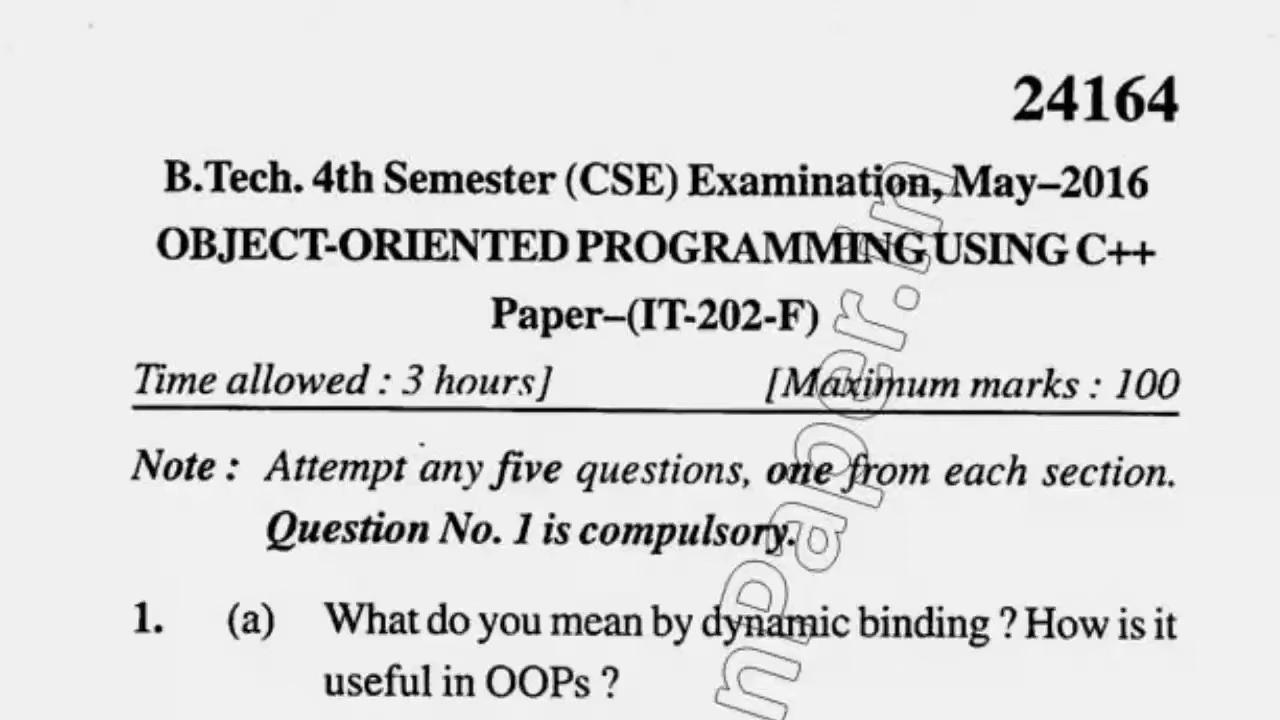 24164
B.Tech. 4th Semester (CSE) Examination, May–2016
OBJECT-ORIENTED PROGRAMMING USING C++
Paper–(IT-202-F)
Time allowed : 3 hours] [Maximum marks : 100
Note : Attempt any five questions, one from each section.
Question No. 1 is compulsory.
1. (a) What do you mean by dynamic binding ? How is it
useful in OOPs ?
nPaper.in